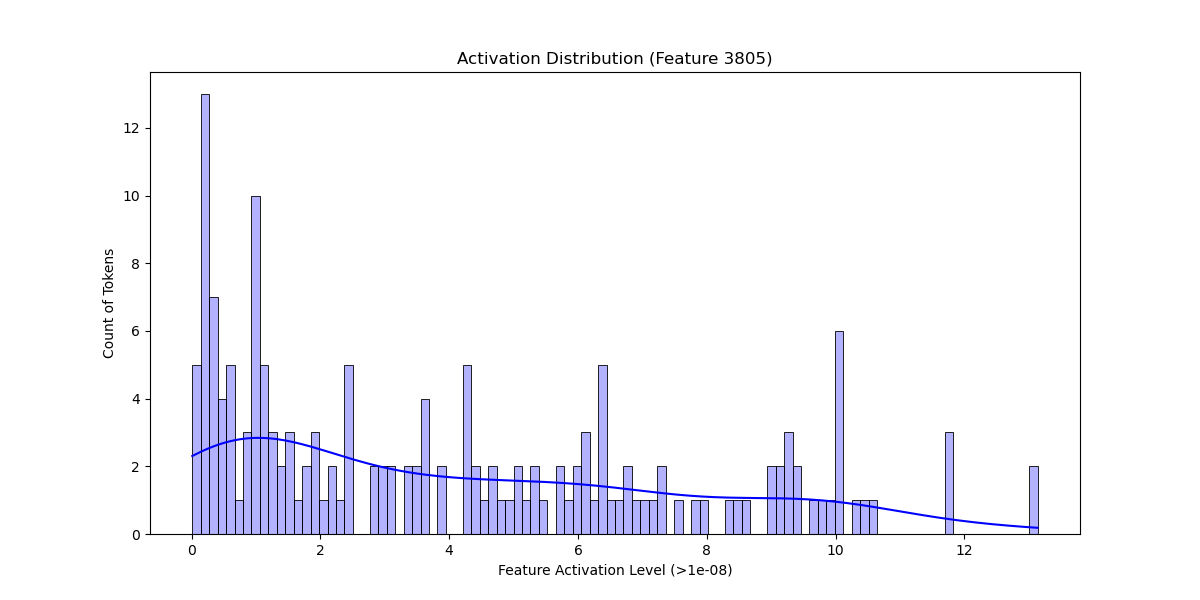 Activation Distribution (Feature 3805)
Count of Tokens
12
10
8
6
4
2
0
0 2 4 6 8 10 12
Feature Activation Level (>1e-08)